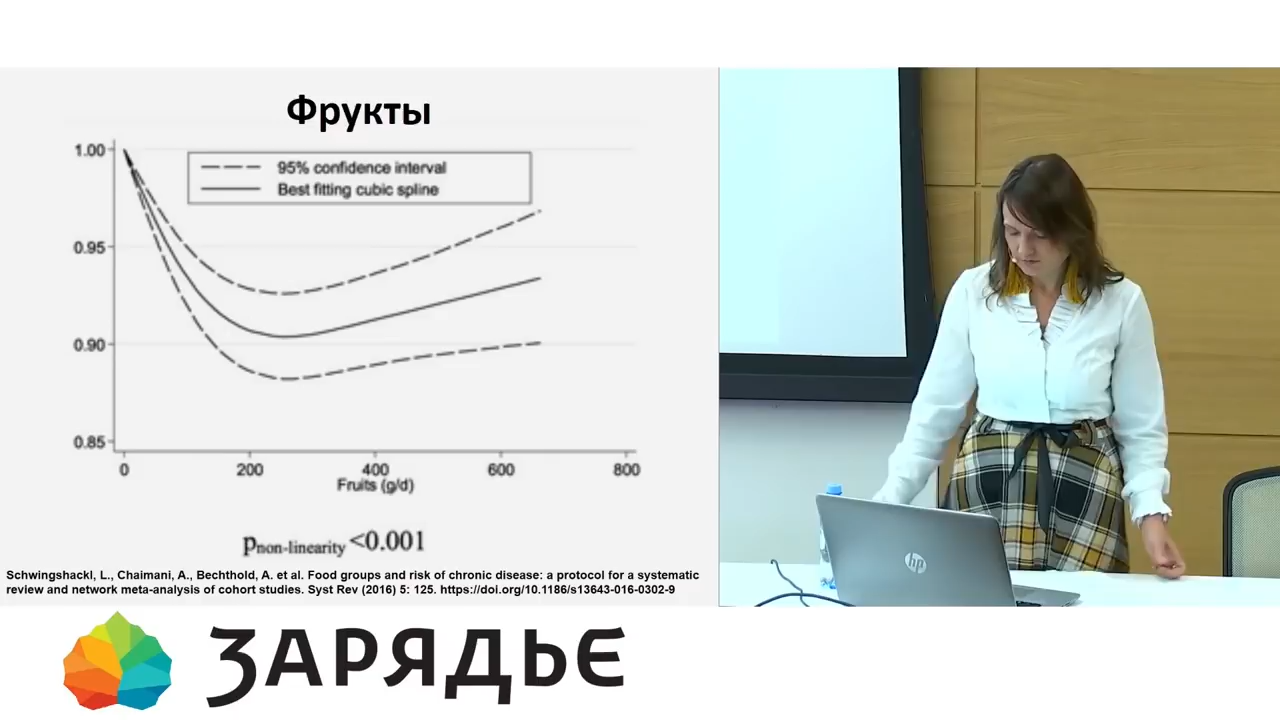 Фрукты
95% confidence interval
Best fitting cubic spline
1.00
0.95
0.90
0.85
0 200 400 600 800
Fruits (g/d)
pnon-linearity <0.001
Schwingshackl, L., Chaimani, A., Bechthold, A. et al. Food groups and risk of chronic disease: a protocol for a systematic
review and network meta-analysis of cohort studies. Syst Rev (2016) 5: 125. https://doi.org/10.1186/s13643-016-0302-9
hp
ЗАРЯДЬЕ